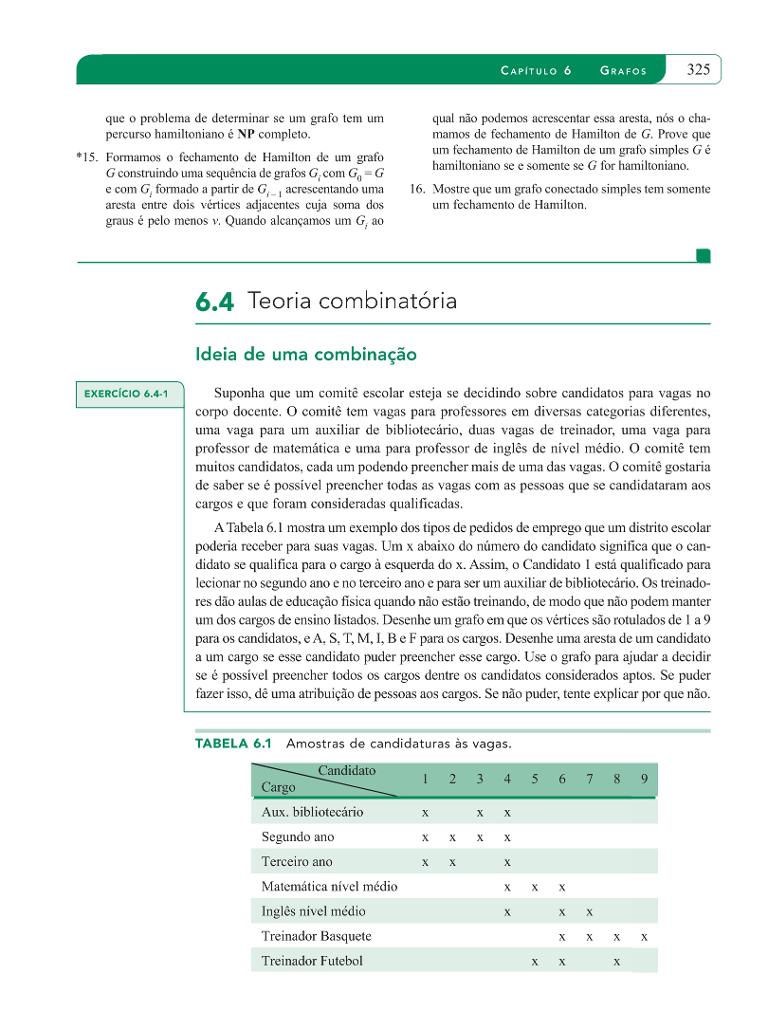 CAPÍTULO 6 GRAFOS 325
que o problema de determinar se um grafo tem um
percurso hamiltoniano é NP completo.
*15. Formamos o fechamento de Hamilton de um grafo
G construindo uma sequência de grafos Gi com G0 = G
e com Gi formado a partir de Gi – 1 acrescentando uma
aresta entre dois vértices adjacentes cuja soma dos
graus é pelo menos v. Quando alcançamos um Gi ao
qual não podemos acrescentar essa aresta, nós o cha-
mamos de fechamento de Hamilton de G. Prove que
um fechamento de Hamilton de um grafo simples G é
hamiltoniano se e somente se G for hamiltoniano.
16. Mostre que um grafo conectado simples tem somente
um fechamento de Hamilton.
6.4 Teoria combinatória
Ideia de uma combinação
EXERCÍCIO 6.4-1
Suponha que um comitê escolar esteja se decidindo sobre candidatos para vagas no
corpo docente. O comitê tem vagas para professores em diversas categorias diferentes,
uma vaga para um auxiliar de bibliotecário, duas vagas de treinador, uma vaga para
professor de matemática e uma para professor de inglês de nível médio. O comitê tem
muitos candidatos, cada um podendo preencher mais de uma das vagas. O comitê gostaria
de saber se é possível preencher todas as vagas com as pessoas que se candidataram aos
cargos e que foram consideradas qualificadas.
A Tabela 6.1 mostra um exemplo dos tipos de pedidos de emprego que um distrito escolar
poderia receber para suas vagas. Um x abaixo do número do candidato significa que o can-
didato se qualifica para o cargo à esquerda do x. Assim, o Candidato 1 está qualificado para
lecionar no segundo ano e no terceiro ano e para ser um auxiliar de bibliotecário. Os treinado-
res dão aulas de educação física quando não estão treinando, de modo que não podem manter
um dos cargos de ensino listados. Desenhe um grafo em que os vértices são rotulados de 1 a 9
para os candidatos, e A, S, T, M, I, B e F para os cargos. Desenhe uma aresta de um candidato
a um cargo se esse candidato puder preencher esse cargo. Use o grafo para ajudar a decidir
se é possível preencher todos os cargos dentre os candidatos considerados aptos. Se puder
fazer isso, dê uma atribuição de pessoas aos cargos. Se não puder, tente explicar por que não.
TABELA 6.1 Amostras de candidaturas às vagas.
Candidato
Cargo 1 2 3 4 5 6 7 8 9
Aux. bibliotecário x x x
Segundo ano x x x x
Terceiro ano x x x
Matemática nível médio x x x
Inglês nível médio x x x
Treinador Basquete x x x x
Treinador Futebol x x x